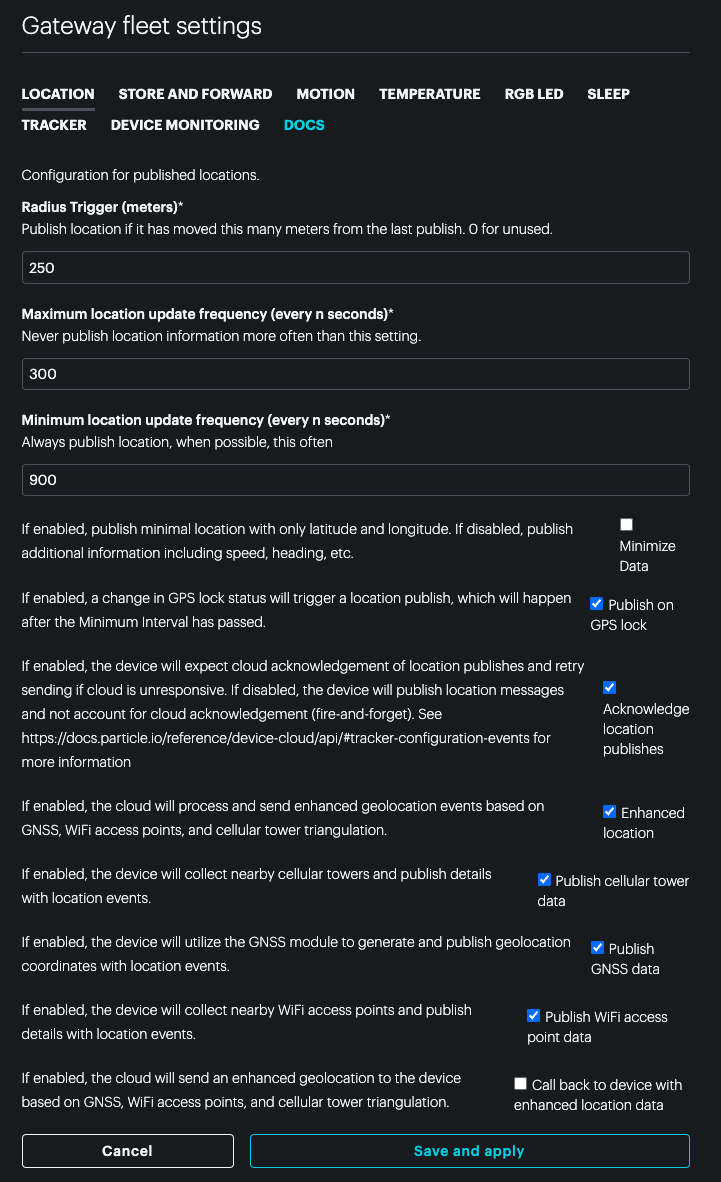 Gateway fleet settings
LOCATION STORE AND FORWARD MOTION TEMPERATURE RGB LED SLEEP
TRACKER DEVICE MONITORING DOCS
Configuration for published locations.
Radius Trigger (meters)*
Publish location if it has moved this many meters from the last publish. 0 for unused.
250
Maximum location update frequency (every n seconds)*
Never publish location information more often than this setting.
300
Minimum location update frequency (every n seconds)*
Always publish location, when possible, this often
900
If enabled, publish minimal location with only latitude and longitude. If disabled, publish
additional information including speed, heading, etc.
Minimize
Data
If enabled, a change in GPS lock status will trigger a location publish, which will happen
after the Minimum Interval has passed.
Publish on
GPS lock
If enabled, the device will expect cloud acknowledgement of location publishes and retry
sending if cloud is unresponsive. If disabled, the device will publish location messages
and not account for cloud acknowledgement (fire-and-forget). See
https://docs.particle.io/reference/device-cloud/api/#tracker-configuration-events for
more information
Acknowledge
location
publishes
If enabled, the cloud will process and send enhanced geolocation events based on
GNSS, WiFi access points, and cellular tower triangulation.
Enhanced
location
If enabled, the device will collect nearby cellular towers and publish details
with location events.
Publish cellular tower
data
If enabled, the device will utilize the GNSS module to generate and publish geolocation
coordinates with location events.
Publish
GNSS data
If enabled, the device will collect nearby WiFi access points and publish
details with location events.
Publish WiFi access
point data
If enabled, the cloud will send an enhanced geolocation to the device
based on GNSS, WiFi access points, and cellular tower triangulation.
Call back to device with
enhanced location data
Cancel
Save and apply